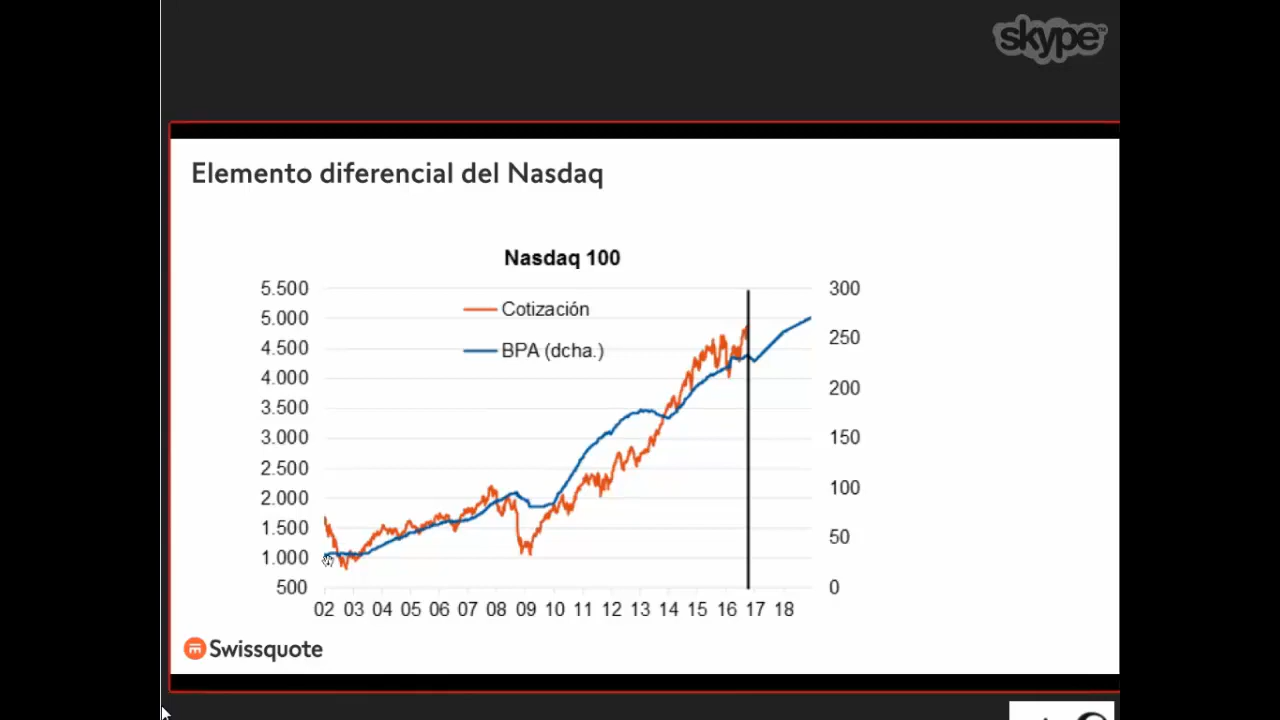 skype™
Elemento diferencial del Nasdaq
Nasdaq 100
Cotización
BPA (dcha.)
5.500
5.000
4.500
4.000
3.500
3.000
2.500
2.000
1.500
1.000
500
300
250
200
150
100
50
0
02 03 04 05 06 07 08 09 10 11 12 13 14 15 16 17 18
Swissquote